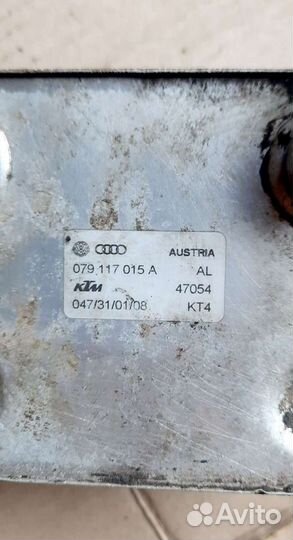 AUSTRIA
079 117 015 A AL
KTM 47054
047/31/01/08 KT4
Avito